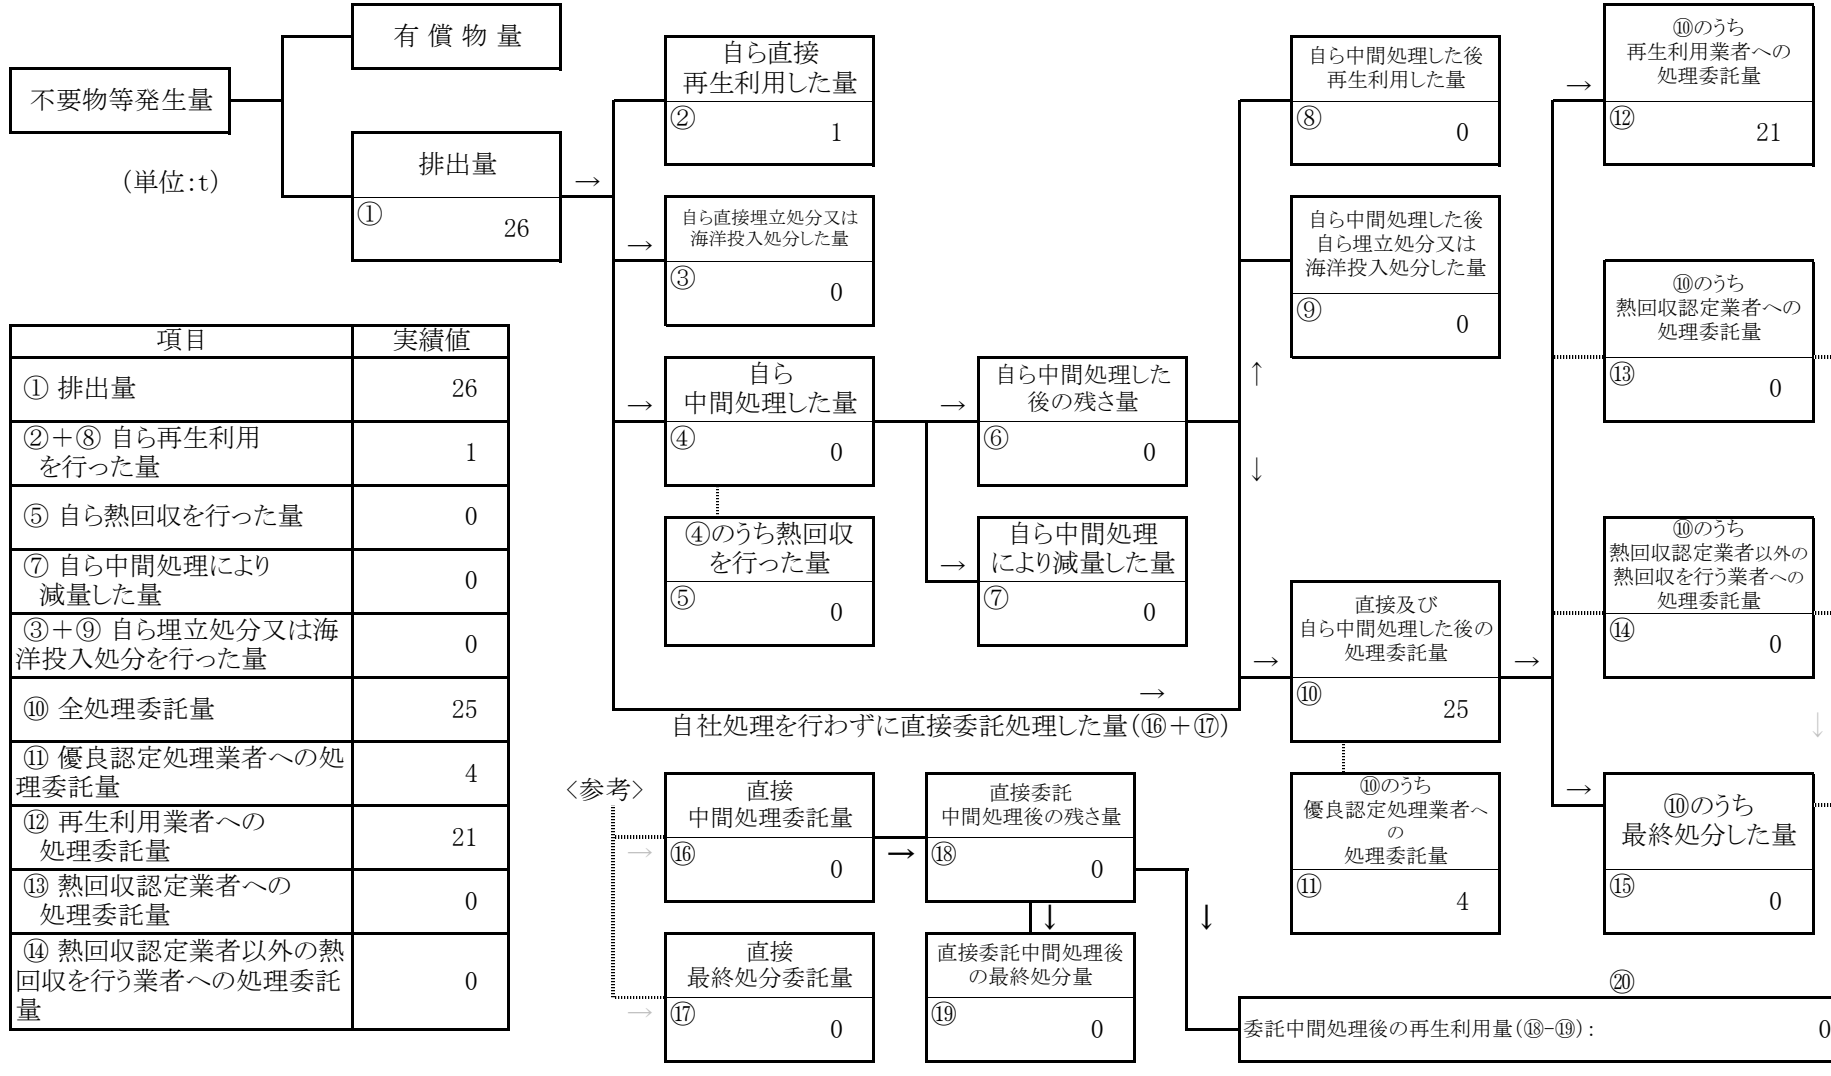 不要物等発生量
有 償 物 量
(単位:t)
排出量
①
26
→
自ら直接
再生利用した量
②
1
→
自ら直接埋立処分又は
海洋投入処分した量
③
0
→
自ら
中間処理した量
④
0
④のうち熱回収
を行った量
⑤
0
→
自ら中間処理した
後の残さ量
⑥
0
→
自ら中間処理
により減量した量
⑦
0
自ら中間処理した後
再生利用した量
⑧
0
自ら中間処理した後
自ら埋立処分又は
海洋投入処分した量
⑨
0
↑
↓
→
自社処理を行わずに直接委託処理した量(⑯+⑰)
→
直接及び
自ら中間処理した後の
処理委託量
⑩
25
⑩のうち
優良認定処理業者へ
の
処理委託量
⑪
4
→
→
⑩のうち
再生利用業者への
処理委託量
⑫
21
⑩のうち
熱回収認定業者への
処理委託量
⑬
0
⑩のうち
熱回収認定業者以外の
熱回収を行う業者への
処理委託量
⑭
0
↓
→
⑩のうち
最終処分した量
⑮
0
項目 実績値
① 排出量 26
②+⑧ 自ら再生利用
を行った量 1
⑤ 自ら熱回収を行った量 0
⑦ 自ら中間処理により
減量した量 0
③+⑨ 自ら埋立処分又は海
洋投入処分を行った量 0
⑩ 全処理委託量 25
⑪ 優良認定処理業者への処
理委託量 4
⑫ 再生利用業者への
処理委託量 21
⑬ 熱回収認定業者への
処理委託量 0
⑭ 熱回収認定業者以外の熱
回収を行う業者への処理委託
量 0
<参考>
→
直接
中間処理委託量
⑯
0
→
直接委託
中間処理後の残さ量
⑱
0
↓
↓
→
直接
最終処分委託量
⑰
0
直接委託中間処理後
の最終処分量
⑲
0
⑳
委託中間処理後の再生利用量(⑱-⑲): 0